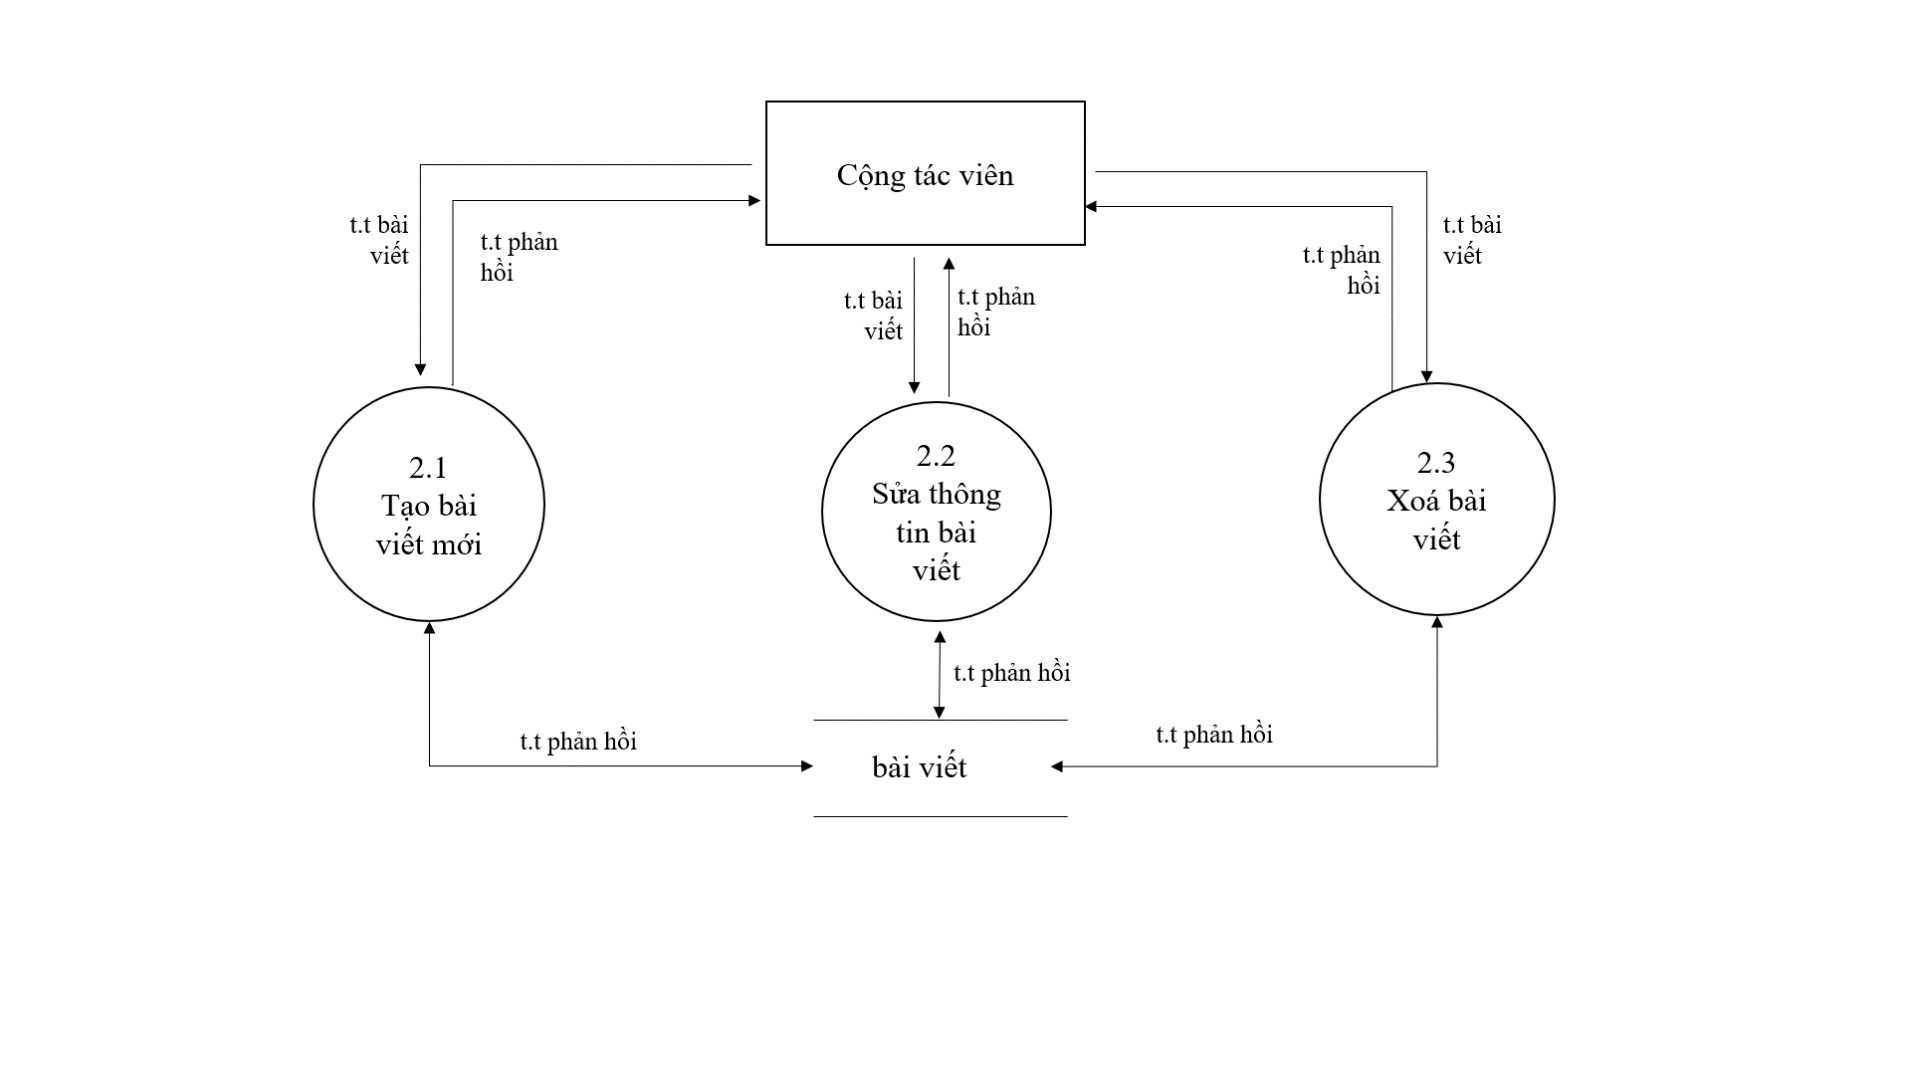 Cộng tác viên
t.t bài
viết
t.t phản
hồi
t.t bài
viết
t.t phản
hồi
t.t phản
hồi
t.t bài
viết
2.1
Tạo bài
viết mới
2.2
Sửa thông
tin bài
viết
2.3
Xoá bài
viết
t.t phản hồi
t.t phản hồi
t.t phản hồi
bài viết